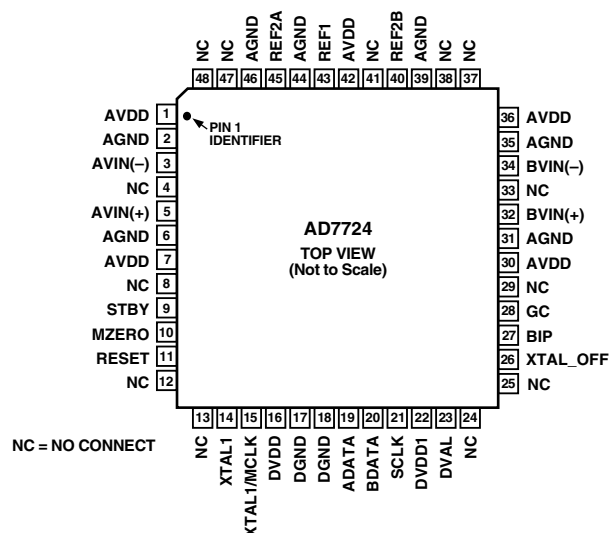 NC NC AGND REF2A AGND REF1 AVDD NC REF2B AGND NC NC
48 47 46 45 44 43 42 41 40 39 38 37
AVDD 1
AGND 2
AVIN(–) 3
NC 4
AVIN(+) 5
AGND 6
AVDD 7
NC 8
STBY 9
MZERO 10
RESET 11
NC 12
PIN 1
IDENTIFIER
AD7724
TOP VIEW
(Not to Scale)
36 AVDD
35 AGND
34 BVIN(–)
33 NC
32 BVIN(+)
31 AGND
30 AVDD
29 NC
28 GC
27 BIP
26 XTAL_OFF
25 NC
13 14 15 16 17 18 19 20 21 22 23 24
NC XTAL1 XTAL1/MCLK DVDD DGND DGND ADATA BDATA SCLK DVDD1 DVAL NC
NC = NO CONNECT